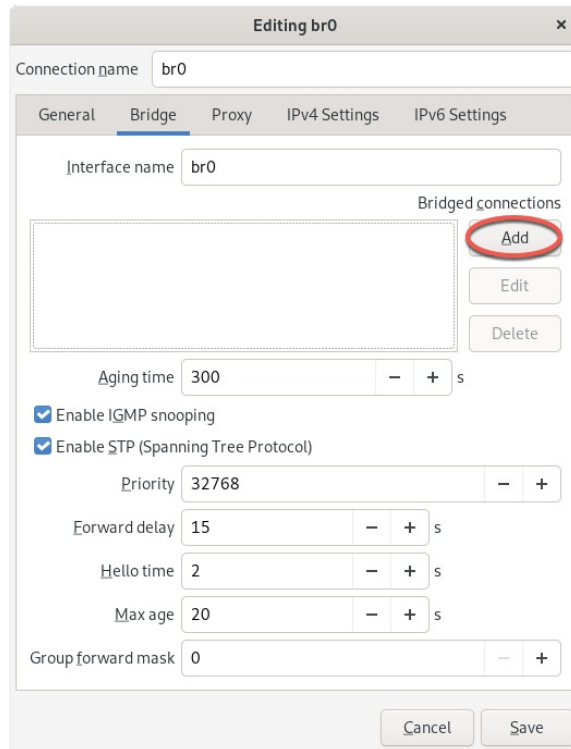 Editing br0 ×
Connection name br0
General Bridge Proxy IPv4 Settings IPv6 Settings
Interface name br0
Bridged connections
Add
Edit
Delete
Aging time 300 − + s
Enable IGMP snooping
Enable STP (Spanning Tree Protocol)
Priority 32768 − +
Forward delay 15 − + s
Hello time 2 − + s
Max age 20 − + s
Group forward mask 0 − +
Cancel Save